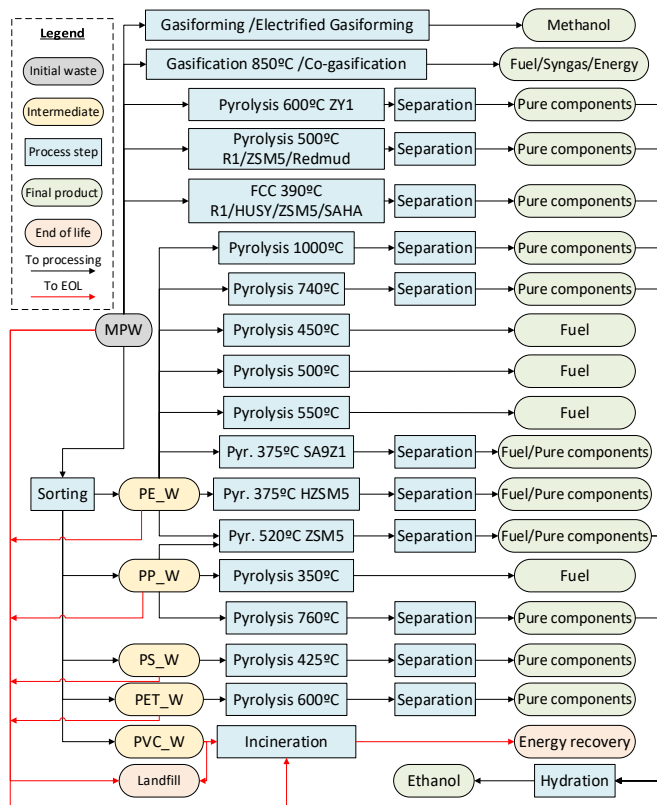 Legend
Initial waste
Intermediate
Process step
Final product
End of life
To processing
To EOL
Gasiforming /Electrified Gasiforming
Methanol
Gasification 850ºC /Co-gasification
Fuel/Syngas/Energy
Pyrolysis 600ºC ZY1
Separation
Pure components
Pyrolysis 500ºC
R1/ZSM5/Redmud
Separation
Pure components
FCC 390ºC
R1/HUSY/ZSM5/SAHA
Separation
Pure components
Pyrolysis 1000ºC
Separation
Pure components
Pyrolysis 740ºC
Separation
Pure components
MPW
Pyrolysis 450ºC
Fuel
Pyrolysis 500ºC
Fuel
Pyrolysis 550ºC
Fuel
Pyr. 375ºC SA9Z1
Separation
Fuel/Pure components
Sorting
PE_W
Pyr. 375ºC HZSM5
Separation
Fuel/Pure components
Pyr. 520ºC ZSM5
Separation
Fuel/Pure components
PP_W
Pyrolysis 350ºC
Fuel
Pyrolysis 760ºC
Separation
Pure components
PS_W
Pyrolysis 425ºC
Separation
Pure components
PET_W
Pyrolysis 600ºC
Separation
Pure components
PVC_W
Incineration
Energy recovery
Landfill
Ethanol
Hydration